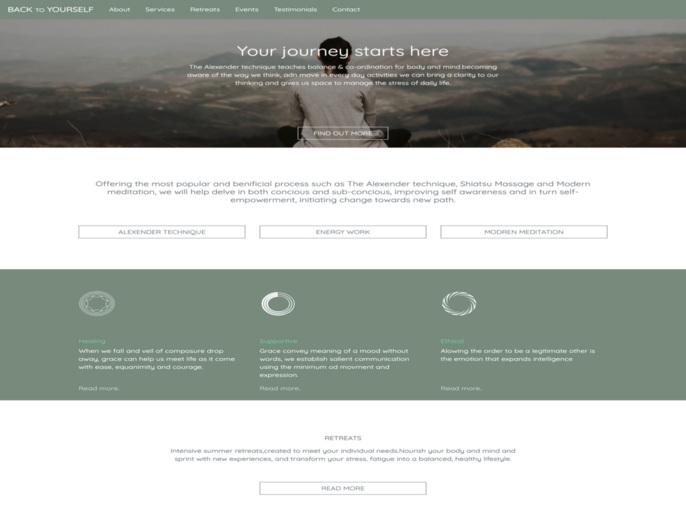 BACK TO YOURSELF About Services Retreats Events Testimonials Contact
Your journey starts here
The Alexender technique teaches balance & co-ordination for body and mind.becoming
aware of the way we think, adn move in every day activities we can bring a clarity to our
thinking and gives us space to manage the stress of daily life.
FIND OUT MORE
Offering the most popular and benificial process such as The Alexender technique, Shiatsu Massage and Modern
meditation, we will help delve in both concious and sub-concious, improving self awareness and in turn self-
empowerment, initiating change towards new path.
ALEXENDER TECHNIQUE
ENERGY WORK
MODREN MEDITATION
Healing
When we fall and veil of composure drop
away, grace can help us meet life as it come
with ease, equanimity and courage.
Read more.
Supportive
Grace convey meaning of a mood without
words, we establish salient communication
using the minimum od movment and
expression.
Read more.
Ethical
Alowing the order to be a legitimate other is
the emotion that expands intelligence
Read more.
RETREATS
Intensive summer retreats,created to meet your individual needs.Nourish your body and mind and
sprint with new experiences, and transform your stress, fatigue into a balanced, healthy lifestyle.
READ MORE